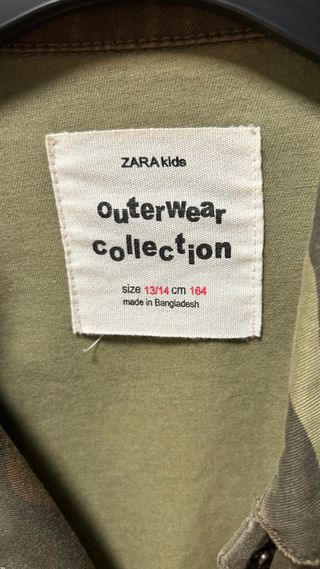 ZARA kids
outerwear
collection
size 13/14 cm 164
made in Bangladesh